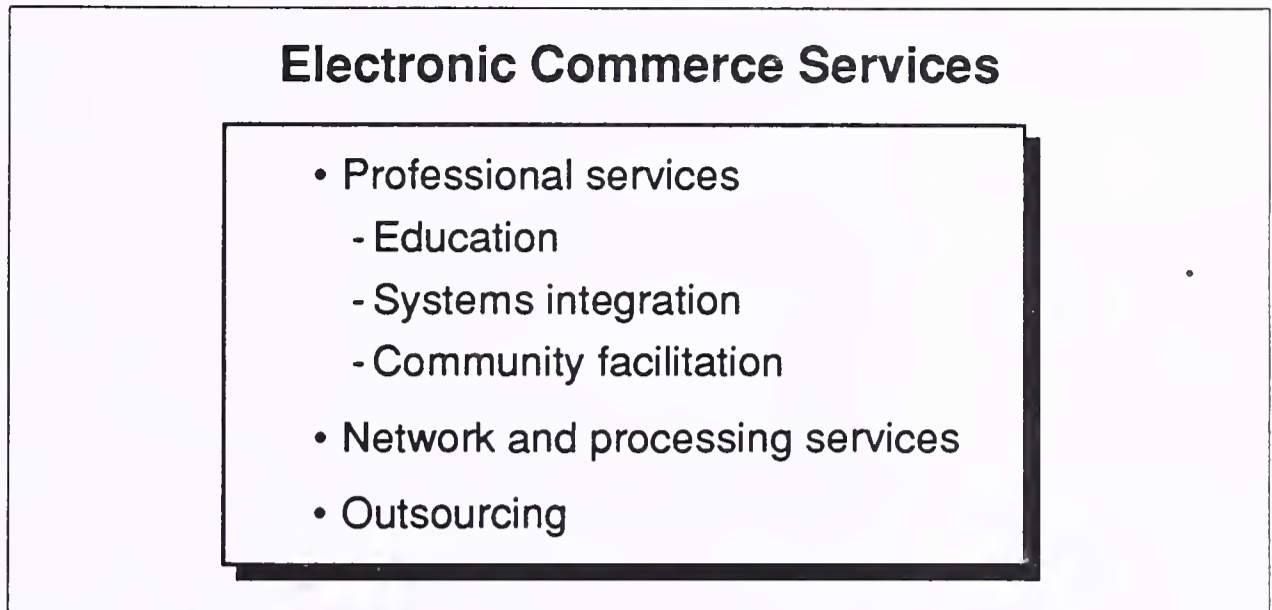 Electronic Commerce Services
• Professional services
- Education
- Systems integration
- Community facilitation
• Network and processing services
• Outsourcing